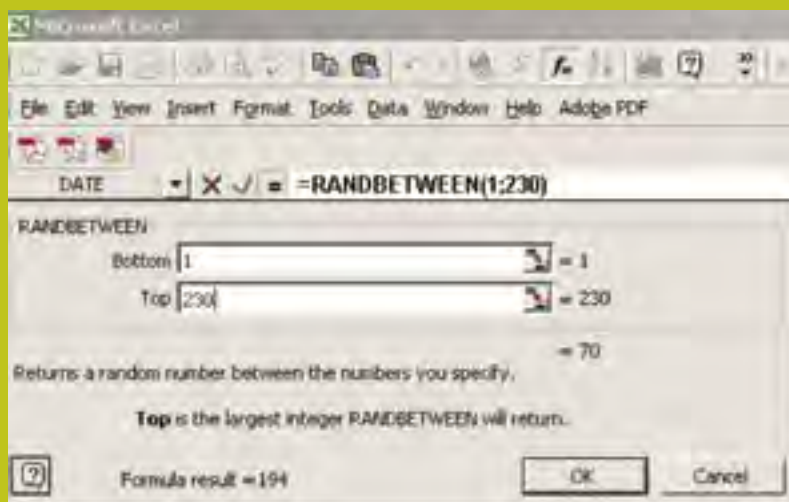 Microsoft Excel
File Edit View Insert Format Tools Data Window Help Adobe PDF
DATE = =RANDBETWEEN(1;230)
RANDBETWEEN
Bottom 1 = 1
Top 230 = 230
= 70
Returns a random number between the numbers you specify.
Top is the largest integer RANDBETWEEN will return.
Formula result =194 OK Cancel